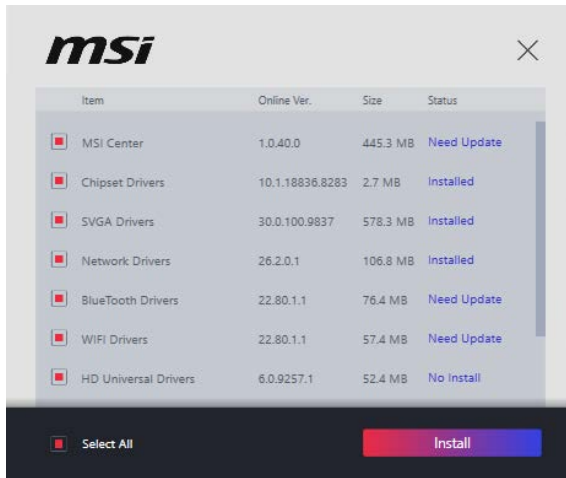 msi
Item Online Ver. Size Status
MSI Center 1.0.40.0 445.3 MB Need Update
Chipset Drivers 10.1.18836.8283 2.7 MB Installed
SVGA Drivers 30.0.100.9837 578.3 MB Installed
Network Drivers 26.2.0.1 106.8 MB Installed
BlueTooth Drivers 22.80.1.1 76.4 MB Need Update
WIFI Drivers 22.80.1.1 57.4 MB Need Update
HD Universal Drivers 6.0.9257.1 52.4 MB No Install
Select All Install